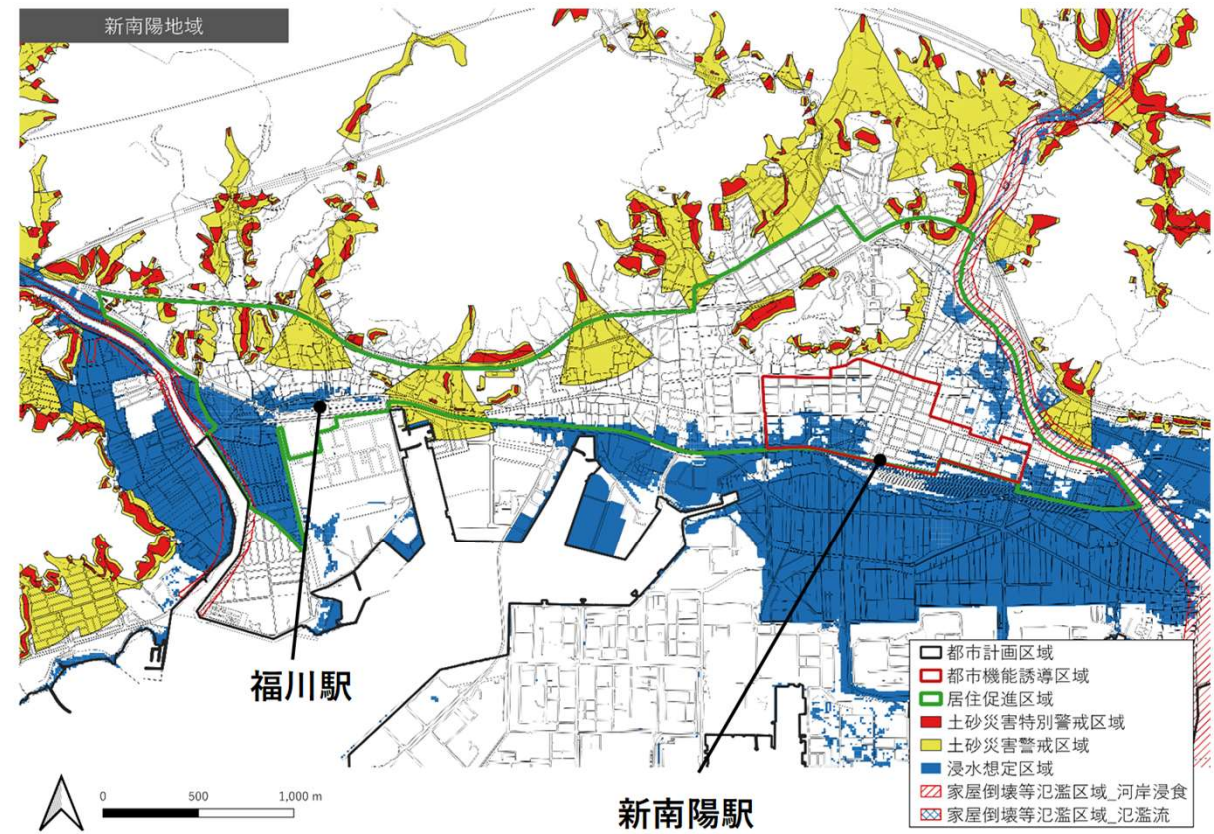 新南陽地域
福川駅
新南陽駅
都市計画区域
都市機能誘導区域
居住促進区域
土砂災害特別警戒区域
土砂災害警戒区域
浸水想定区域
家屋倒壊等氾濫区域_河岸浸食
家屋倒壊等氾濫区域_氾濫流
0 500 1,000 m